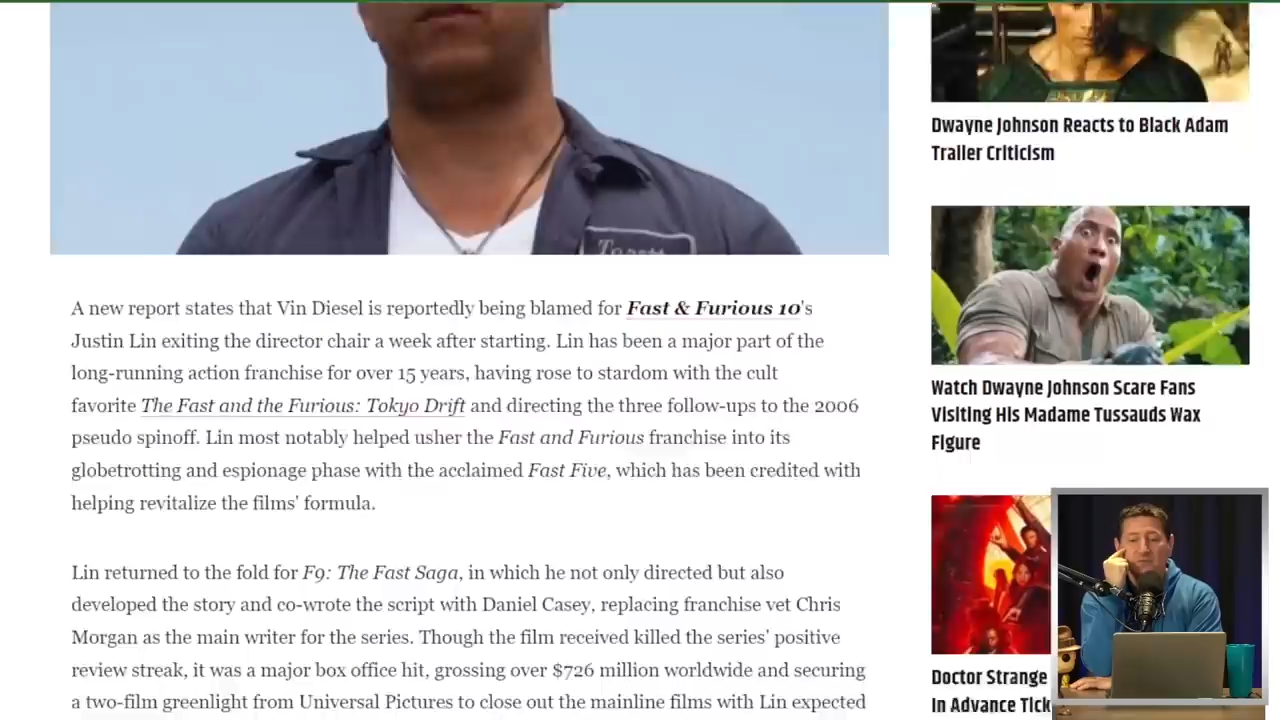 A new report states that Vin Diesel is reportedly being blamed for Fast & Furious 10's
Justin Lin exiting the director chair a week after starting. Lin has been a major part of the
long-running action franchise for over 15 years, having rose to stardom with the cult
favorite The Fast and the Furious: Tokyo Drift and directing the three follow-ups to the 2006
pseudo spinoff. Lin most notably helped usher the Fast and Furious franchise into its
globetrotting and espionage phase with the acclaimed Fast Five, which has been credited with
helping revitalize the films' formula.
Lin returned to the fold for F9: The Fast Saga, in which he not only directed but also
developed the story and co-wrote the script with Daniel Casey, replacing franchise vet Chris
Morgan as the main writer for the series. Though the film received killed the series' positive
review streak, it was a major box office hit, grossing over $726 million worldwide and securing
a two-film greenlight from Universal Pictures to close out the mainline films with Lin expected
Dwayne Johnson Reacts to Black Adam
Trailer Criticism
Watch Dwayne Johnson Scare Fans
Visiting His Madame Tussauds Wax
Figure
Doctor Strange
In Advance Tick